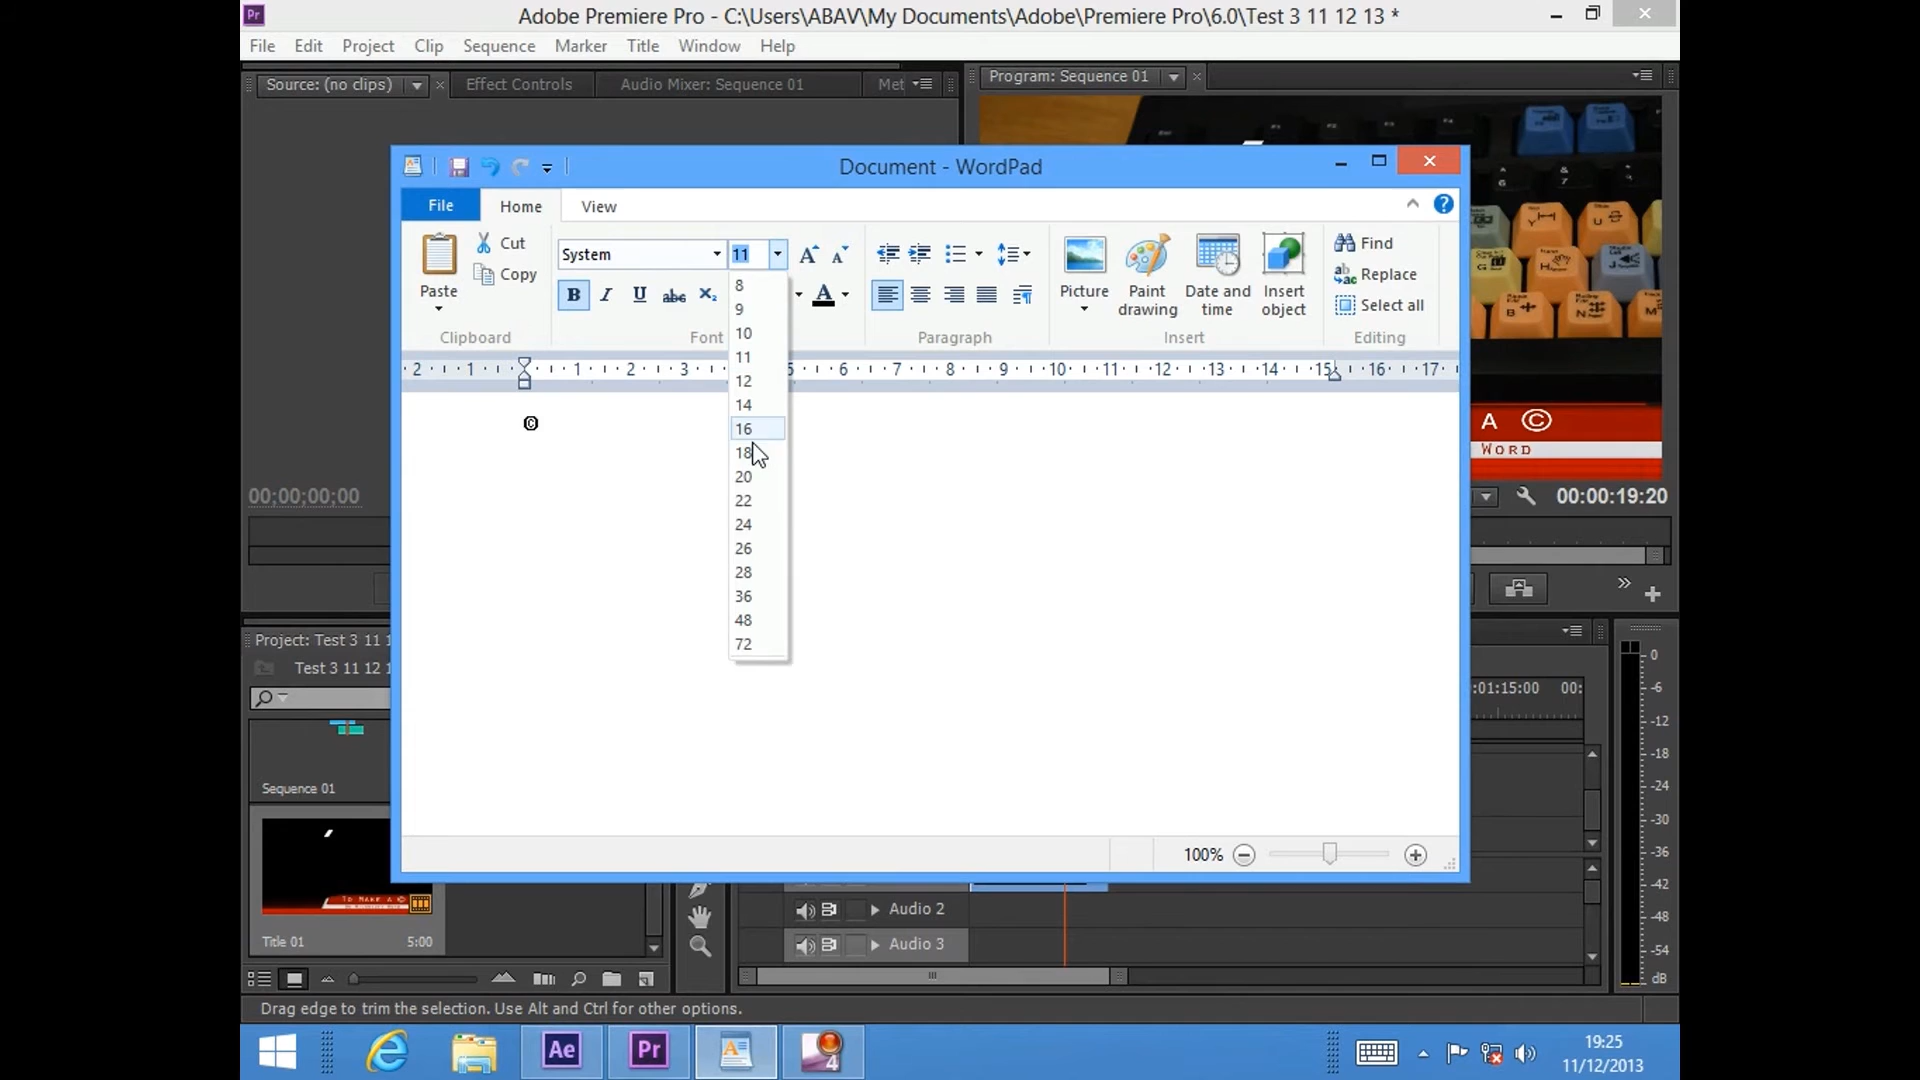 Adobe Premiere Pro - C:\Users\ABAV\My Documents\Adobe\Premiere Pro\6.0\Test 3 11 12 13 *
File Edit Project Clip Sequence Marker Title Window Help
Source: (no clips) Effect Controls Audio Mixer: Sequence 01 Met
Program: Sequence 01
Document - WordPad
File Home View
Paste
Cut
Copy
Clipboard
System 11
Font
Paragraph
Picture
Paint drawing
Date and time
Insert object
Insert
Find
Replace
Select all
Editing
2 1 1 2 3 5 6 7 8 9 10 11 12 13 14 15 16 17
8
9
10
11
12
14
16
18
20
22
24
26
28
36
48
72
©
100%
A ©
WORD
00;00;00;00
00:00:19:20
Project: Test 3 11 1
Test 3 11 12 1
Sequence 01
TO MAKE A ©
Title 01 5:00
:01:15:00 00:
0
-6
-12
-18
-24
-30
-36
-42
-48
-54
dB
Audio 2
Audio 3
Drag edge to trim the selection. Use Alt and Ctrl for other options.
Ae Pr 4
19:25
11/12/2013